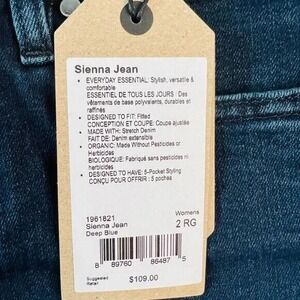 Sienna Jean
• EVERYDAY ESSENTIAL: Stylish, versatile &
comfortable
ESSENTIEL DE TOUS LES JOURS : Des
vêtements de base polyvalents, durables et
raffinés
• DESIGNED TO FIT: Fitted
CONCEPTION ET COUPE: Coupe ajustée
• MADE WITH: Stretch Denim
FAIT DE: Denim extensible
• ORGANIC: Made Without Pesticides or
Herbicides
BIOLOGIQUE: Fabriqué sans pesticides ni
herbicides
• DESIGNED TO HAVE: 5-Pocket Styling
CONÇU POUR OFFRIR : 5 poches
1961821
Sienna Jean
Deep Blue
Womens
2 RG
8 89760 86487 5
Suggested
Retail
$109.00